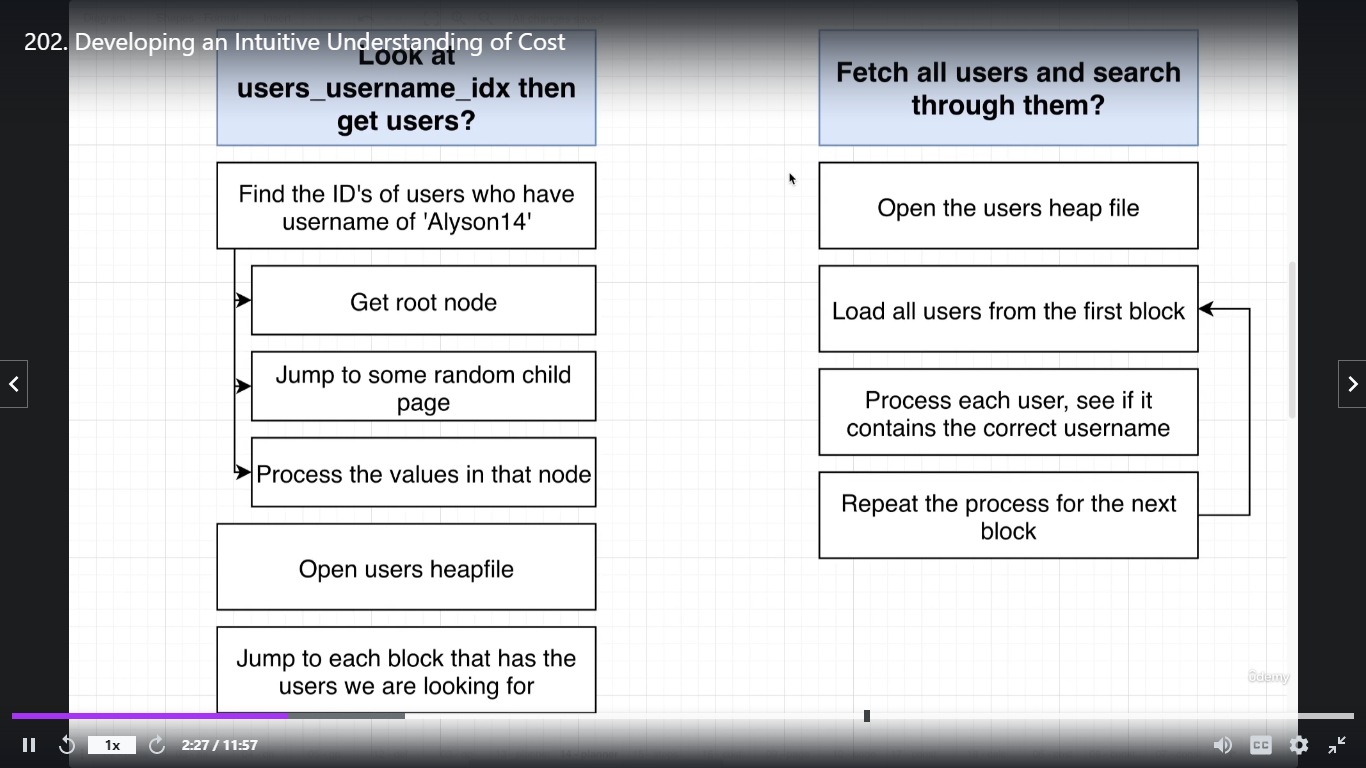 202. Developing an Intuitive Understanding of Cost
Look at
users_username_idx then
get users?
Find the ID's of users who have
username of 'Alyson14'
Get root node
Jump to some random child
page
Process the values in that node
Open users heapfile
Jump to each block that has the
users we are looking for
Fetch all users and search
through them?
Open the users heap file
Load all users from the first block
Process each user, see if it
contains the correct username
Repeat the process for the next
block
ûdemy
1x
2:27 / 11:57
CC